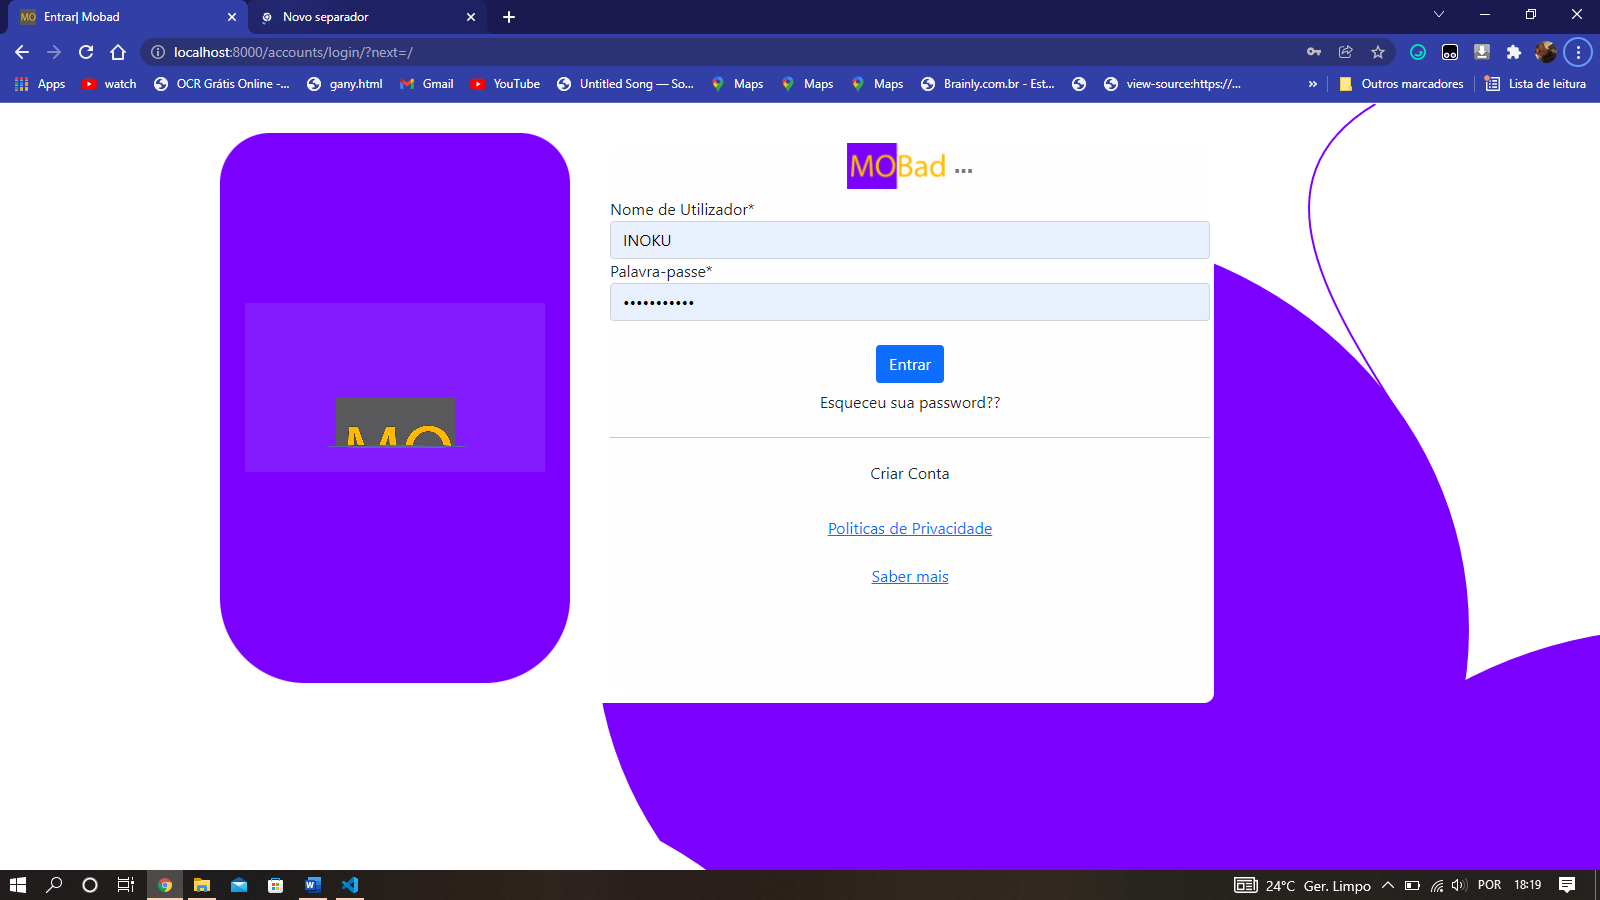 MO Entrar| Mobad
Novo separador
localhost:8000/accounts/login/?next=/
Apps
watch
OCR Grátis Online -...
gany.html
Gmail
YouTube
Untitled Song — So...
Maps
Maps
Maps
Brainly.com.br - Est...
view-source:https://...
»
Outros marcadores
Lista de leitura
MOBad ...
Nome de Utilizador*
INOKU
Palavra-passe*
•••••••••••
Entrar
Esqueceu sua password??
MO
Criar Conta
Politicas de Privacidade
Saber mais
24°C Ger. Limpo
POR
18:19